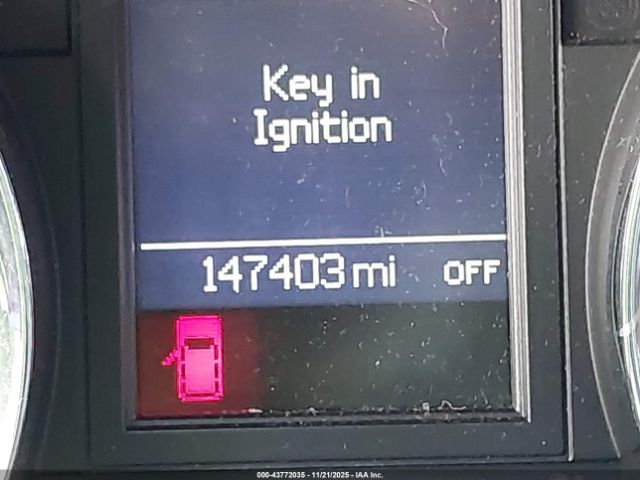 Key in
Ignition
147403 mi OFF
000-43772035 - 11/21/2025 - IAA Inc.